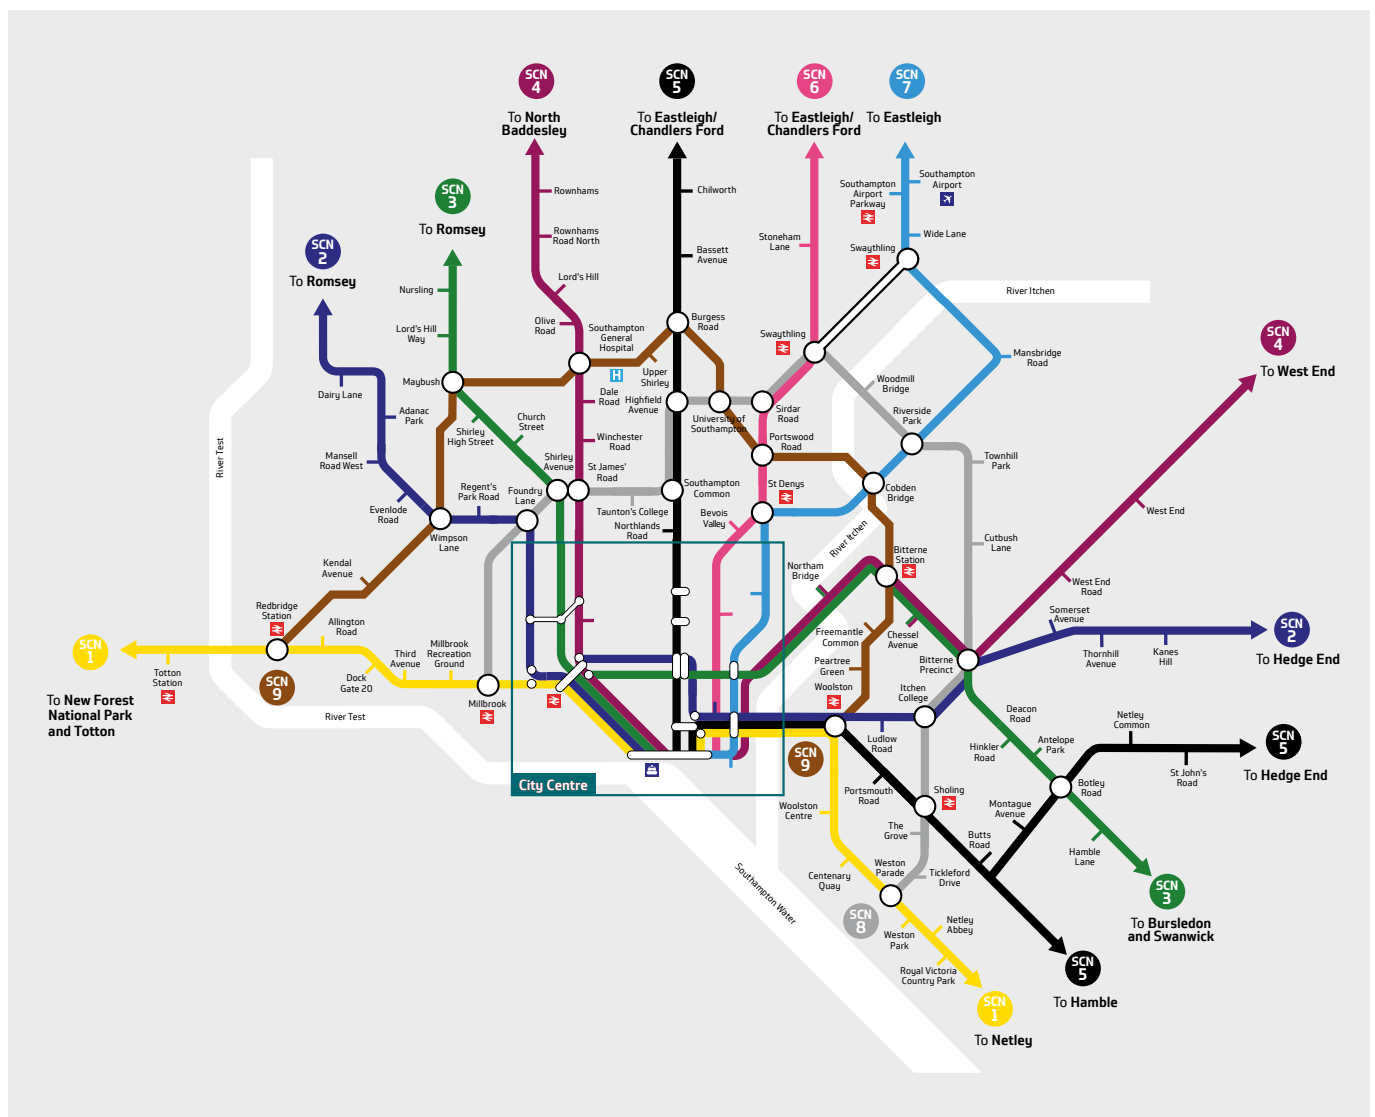 SCN
4
To North
Baddesley
SCN
5
To Eastleigh/
Chandlers Ford
SCN
6
To Eastleigh/
Chandlers Ford
SCN
7
To Eastleigh
SCN
3
To Romsey
SCN
2
To Romsey
Rownhams
Rownhams
Road North
Lord's Hill
Olive
Road
Chilworth
Bassett
Avenue
Stoneham
Lane
Southampton
Airport
Parkway
Southampton
Airport
Wide Lane
Swaythling
River Itchen
Nursling
Lord's Hill
Way
Maybush
Southampton
General
Hospital
H
Upper
Shirley
Burgess
Road
Swaythling
Mansbridge
Road
SCN
4
To West End
Dairy Lane
Adanac
Park
Mansell
Road West
Evenlode
Road
Wimpson
Lane
Regent's
Park Road
Foundry
Lane
Shirley
High Street
Church
Street
Shirley
Avenue
St James'
Road
Dale
Road
Winchester
Road
Highfield
Avenue
University of
Southampton
Sirdar
Road
Portswood
Road
Woodmill
Bridge
Riverside
Park
Townhill
Park
Cobden
Bridge
St Denys
Bevois
Valley
Southampton
Common
Taunton's College
Northlands
Road
River Test
River Itchen
Cutbush
Lane
West End
West End
Road
Bitterne
Station
Northam
Bridge
Kendal
Avenue
Redbridge
Station
Allington
Road
SCN
1
To New Forest
National Park
and Totton
Totton
Station
SCN
9
Dock
Gate 20
Third
Avenue
Millbrook
Recreation
Ground
Millbrook
River Test
City Centre
Freemantle
Common
Chessel
Avenue
Peartree
Green
Woolston
Bitterne
Precinct
Itchen
College
Somerset
Avenue
Thornhill
Avenue
Kanes
Hill
SCN
2
To Hedge End
SCN
9
Ludlow
Road
Deacon
Road
Hinkler
Road
Antelope
Park
Netley
Common
St John's
Road
SCN
5
To Hedge End
Botley
Road
Portsmouth
Road
Sholing
Woolston
Centre
The
Grove
Montague
Avenue
Butts
Road
Hamble
Lane
Centenary
Quay
Weston
Parade
Tickleford
Drive
SCN
8
Southampton Water
Weston
Park
Netley
Abbey
Royal Victoria
Country Park
SCN
3
To Bursledon
and Swanwick
SCN
5
To Hamble
SCN
1
To Netley